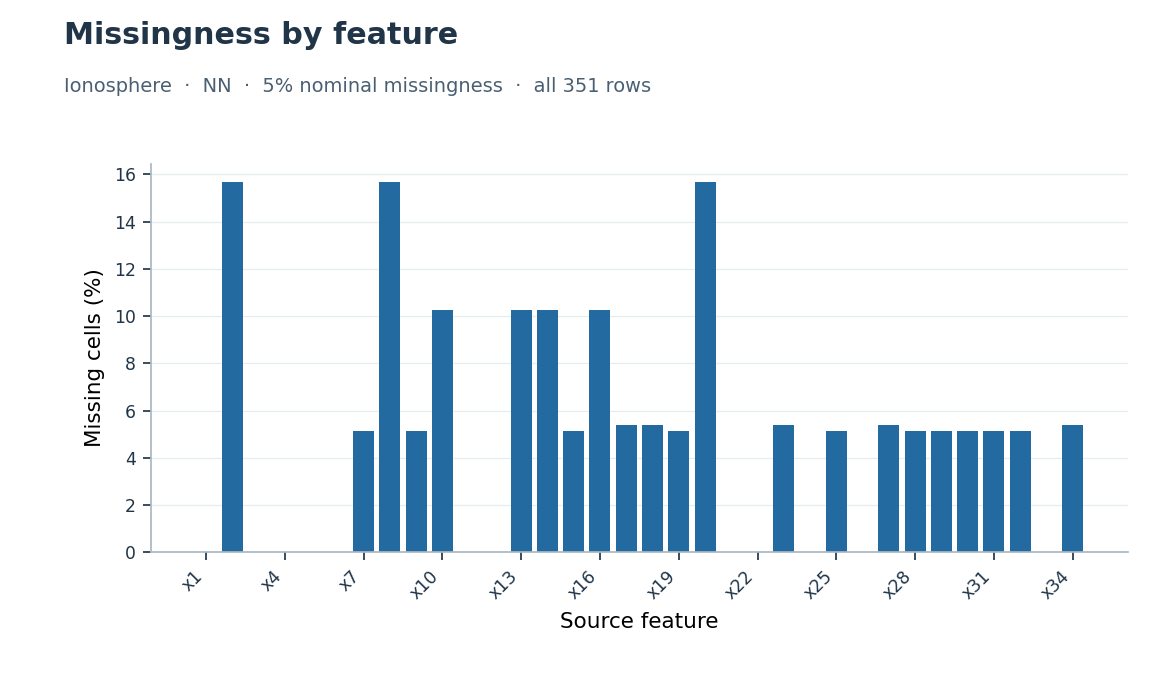 Missingness by feature
Ionosphere · NN · 5% nominal missingness · all 351 rows
16
14
12
10
8
6
4
2
0
Missing cells (%)
x1
x4
x7
x10
x13
x16
x19
x22
x25
x28
x31
x34
Source feature